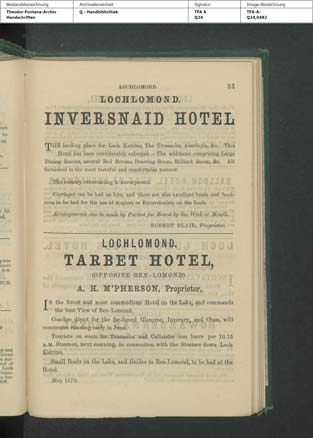 Bestandsbezeichnung Archivaleinheit Signatur Image-Bezeichnung
Theodor-Fontane-Archiv Q - Handbibliothek TFA A TFA-A-
Handschriften Q24 Q24,0482
LOCHLOMOND. 51
LOCHLOMOND.
INVERSNAID HOTEL
THE landing place for Loch Katrine, The Trossachs, Aberfoyle, &c. This
Hotel has been considerably enlarged.—The additions comprising Large
Dining-Rooms, several Bed Rooms, Drawing Room, Billiard Room, &c. All
furnished in the most tasteful and comfortable manner.
The country surrounding is unsurpassed.
Carriages can be had on hire, and there are also excellent boats and boat-
men to be had for the use of Anglers or Excursionists on the Loch.
Arrangements can be made by Parties for Board by the Week or Month.
ROBERT BLAIR, Proprietor.
LOCHLOMOND.
TARBET HOTEL,
(OPPOSITE BEN-LOMOND)
A. H. M'PHERSON, Proprietor,
IS the finest and most commodious Hotel on the Lake, and commands
the best View of Ben-Lomond.
Coaches direct for the far-famed Glencroe, Inverary, and Oban, will
commence running early in June.
Tourists en route for Trossachs and Callander can leave per 10.15
A.M. Steamer, next morning, in connection with the Steamer down Loch
Katrine.
Small Boats on the Lake, and Guides to Ben-Lomond, to be had at the
Hotel.
May 1879.